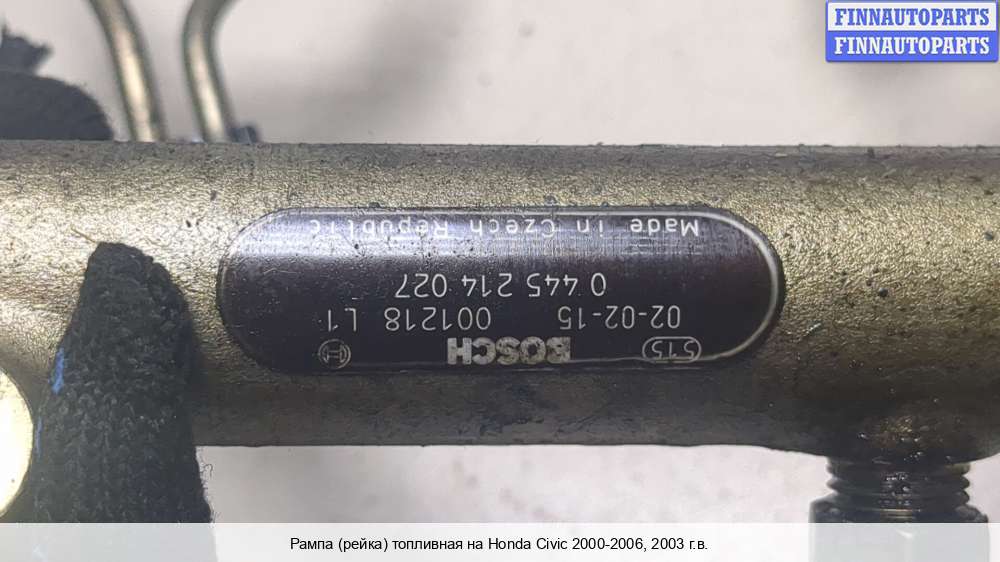 FINNAUTOPARTS
FINNAUTOPARTS
515 BOSCH
02-02-15 001218 L1
0 445 214 027
Made in Czech Republic
Рампа (рейка) топливная на Honda Civic 2000-2006, 2003 г.в.